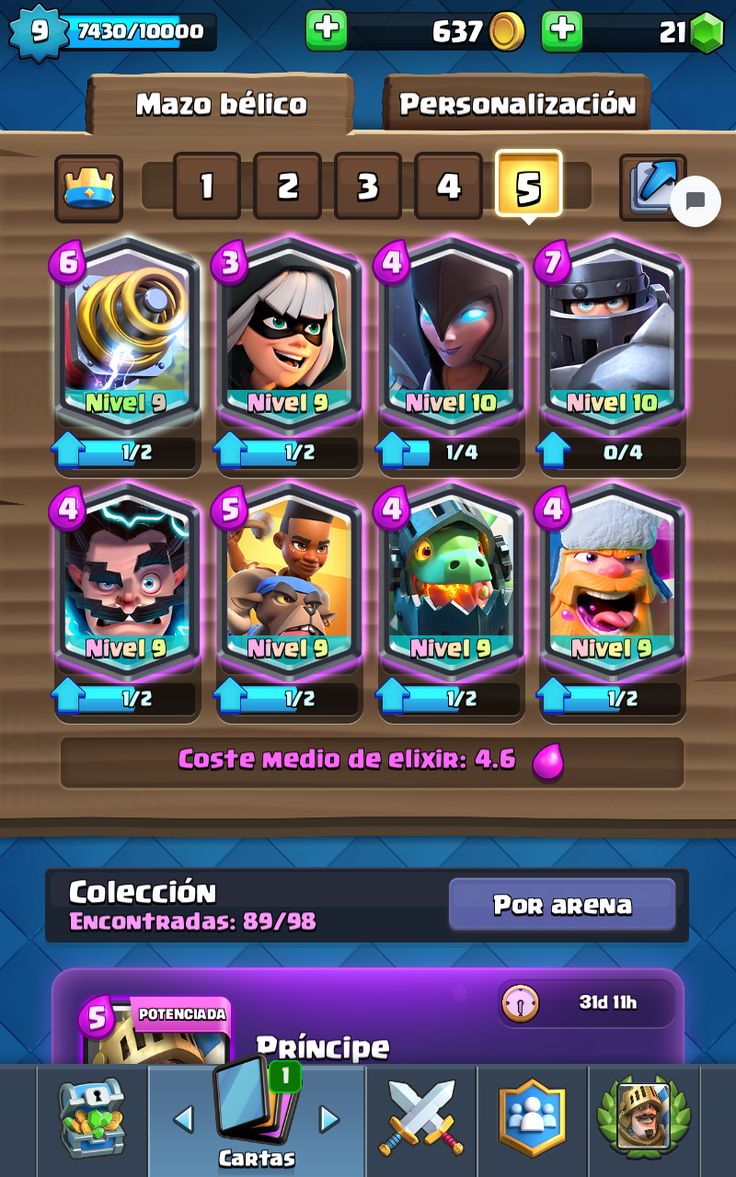 9 7430/10000 637 21
Mazo bélico Personalización
1 2 3 4 5
6 3 4 7
Nivel 9 Nivel 9 Nivel 10 Nivel 10
1/2 1/2 1/4 0/4
4 5 4 4
Nivel 9 Nivel 9 Nivel 9 Nivel 9
1/2 1/2 1/2 1/2
Coste medio de elixir: 4.6
Colección
Encontradas: 89/98
Por arena
5 POTENCIADA 31d 11h
Príncipe
1
Cartas